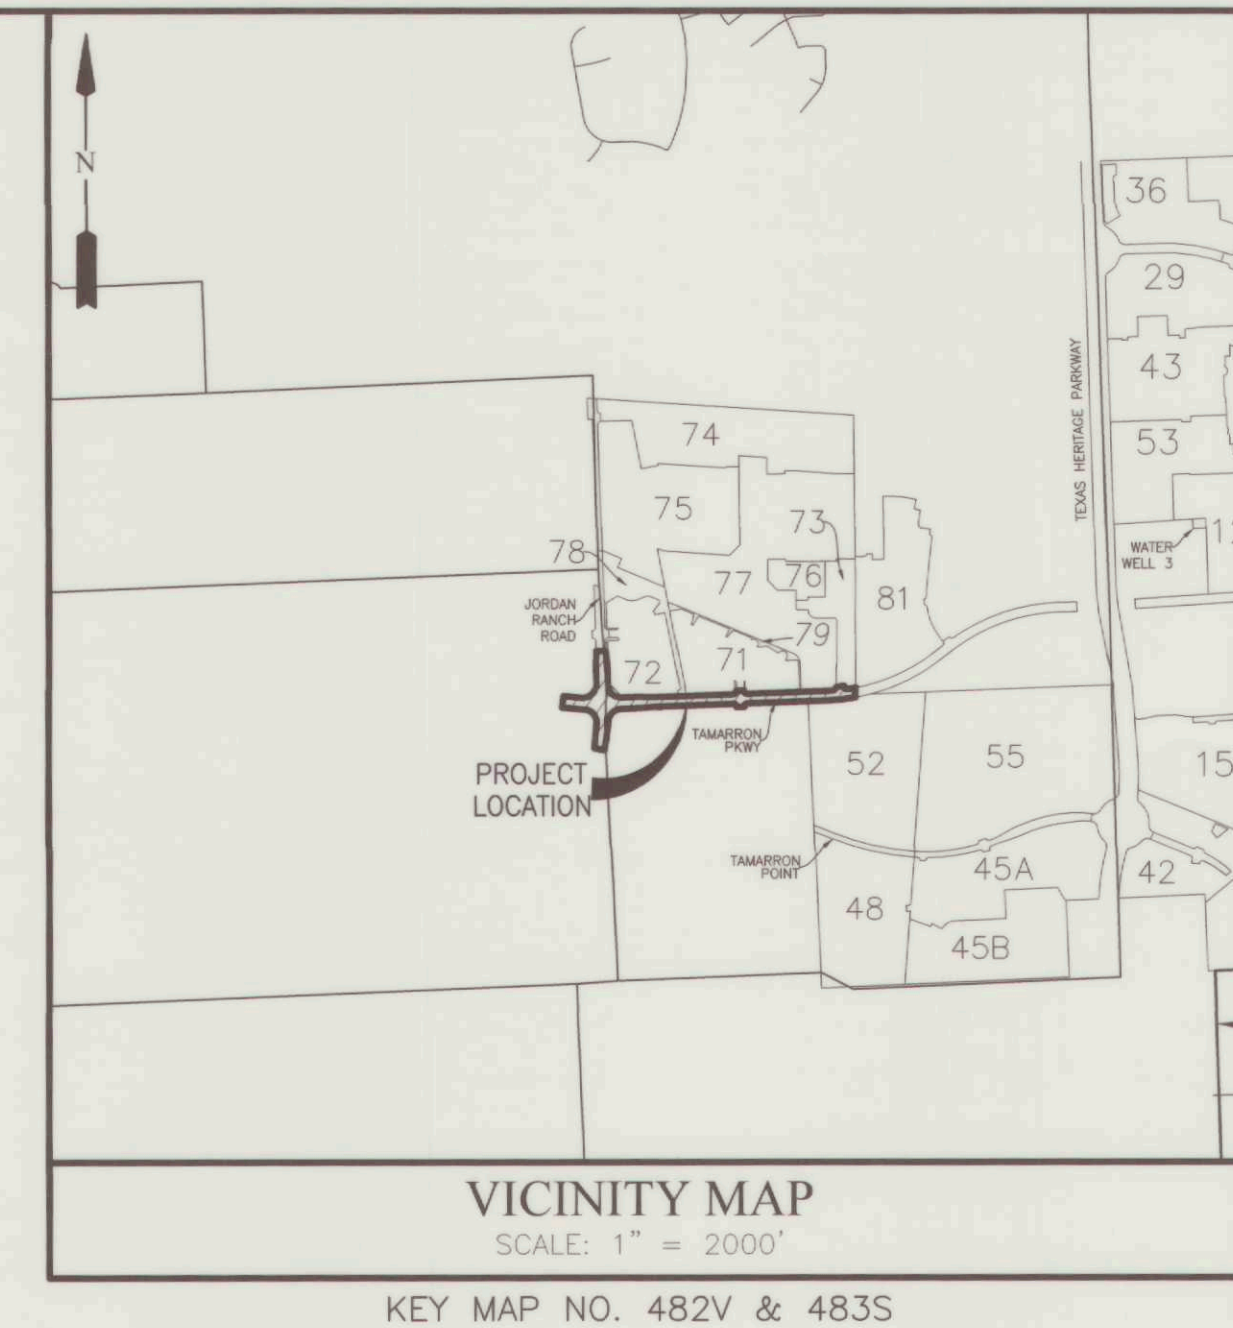 N
36
29
43
TEXAS HERITAGE PARKWAY
74
53
75
73
WATER
WELL 3
78
77
76
81
JORDAN
RANCH
ROAD
79
71
72
TAMARRON
PKWY
PROJECT
LOCATION
52
55
15
TAMARRON
POINT
45A
42
48
45B
VICINITY MAP
SCALE: 1" = 2000'
KEY MAP NO. 482V & 483S